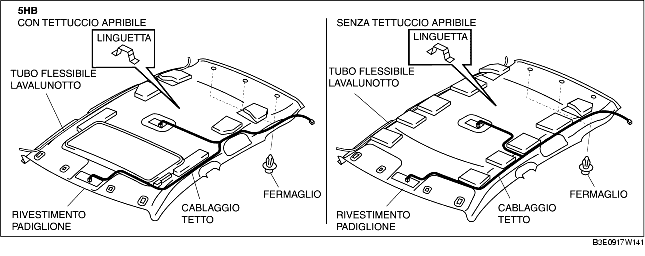 5HB
CON TETTUCCIO APRIBILE
LINGUETTA
TUBO FLESSIBILE
LAVALUNOTTO
FERMAGLIO
CABLAGGIO
TETTO
RIVESTIMENTO
PADIGLIONE
SENZA TETTUCCIO APRIBILE
LINGUETTA
TUBO FLESSIBILE
LAVALUNOTTO
FERMAGLIO
CABLAGGIO
TETTO
RIVESTIMENTO
PADIGLIONE
B3E0917W141